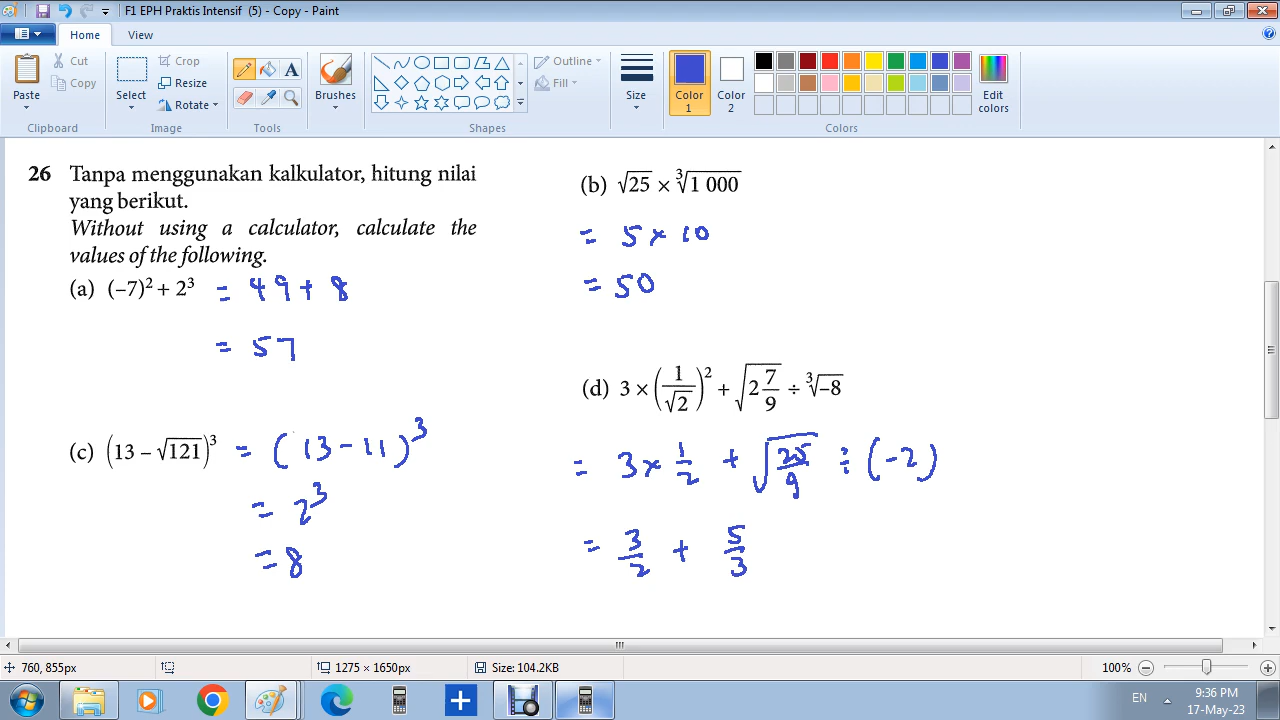 F1 EPH Praktis Intensif (5) - Copy - Paint
Home View
Paste
Cut
Copy
Clipboard
Select
Crop
Resize
Rotate
Image
A
Tools
Brushes
Outline
Fill
Shapes
Size
Color 1
Color 2
Edit colors
Colors
26 Tanpa menggunakan kalkulator, hitung nilai
yang berikut.
Without using a calculator, calculate the
values of the following.
(a) (–7)² + 2³ = 49 + 8
= 57
(b) √25 × ∛1 000
= 5 × 10
= 50
(c) (13 – √121)³ = (13 - 11)³
= 2³
= 8
(d) 3 × (1/√2)² + √(2 7/9) ÷ ∛–8
= 3 × 1/2 + √(25/9) ÷ (-2)
= 3/2 + 5/3
760, 855px
1275 × 1650px
Size: 104.2KB
100%
EN
9:36 PM
17-May-23